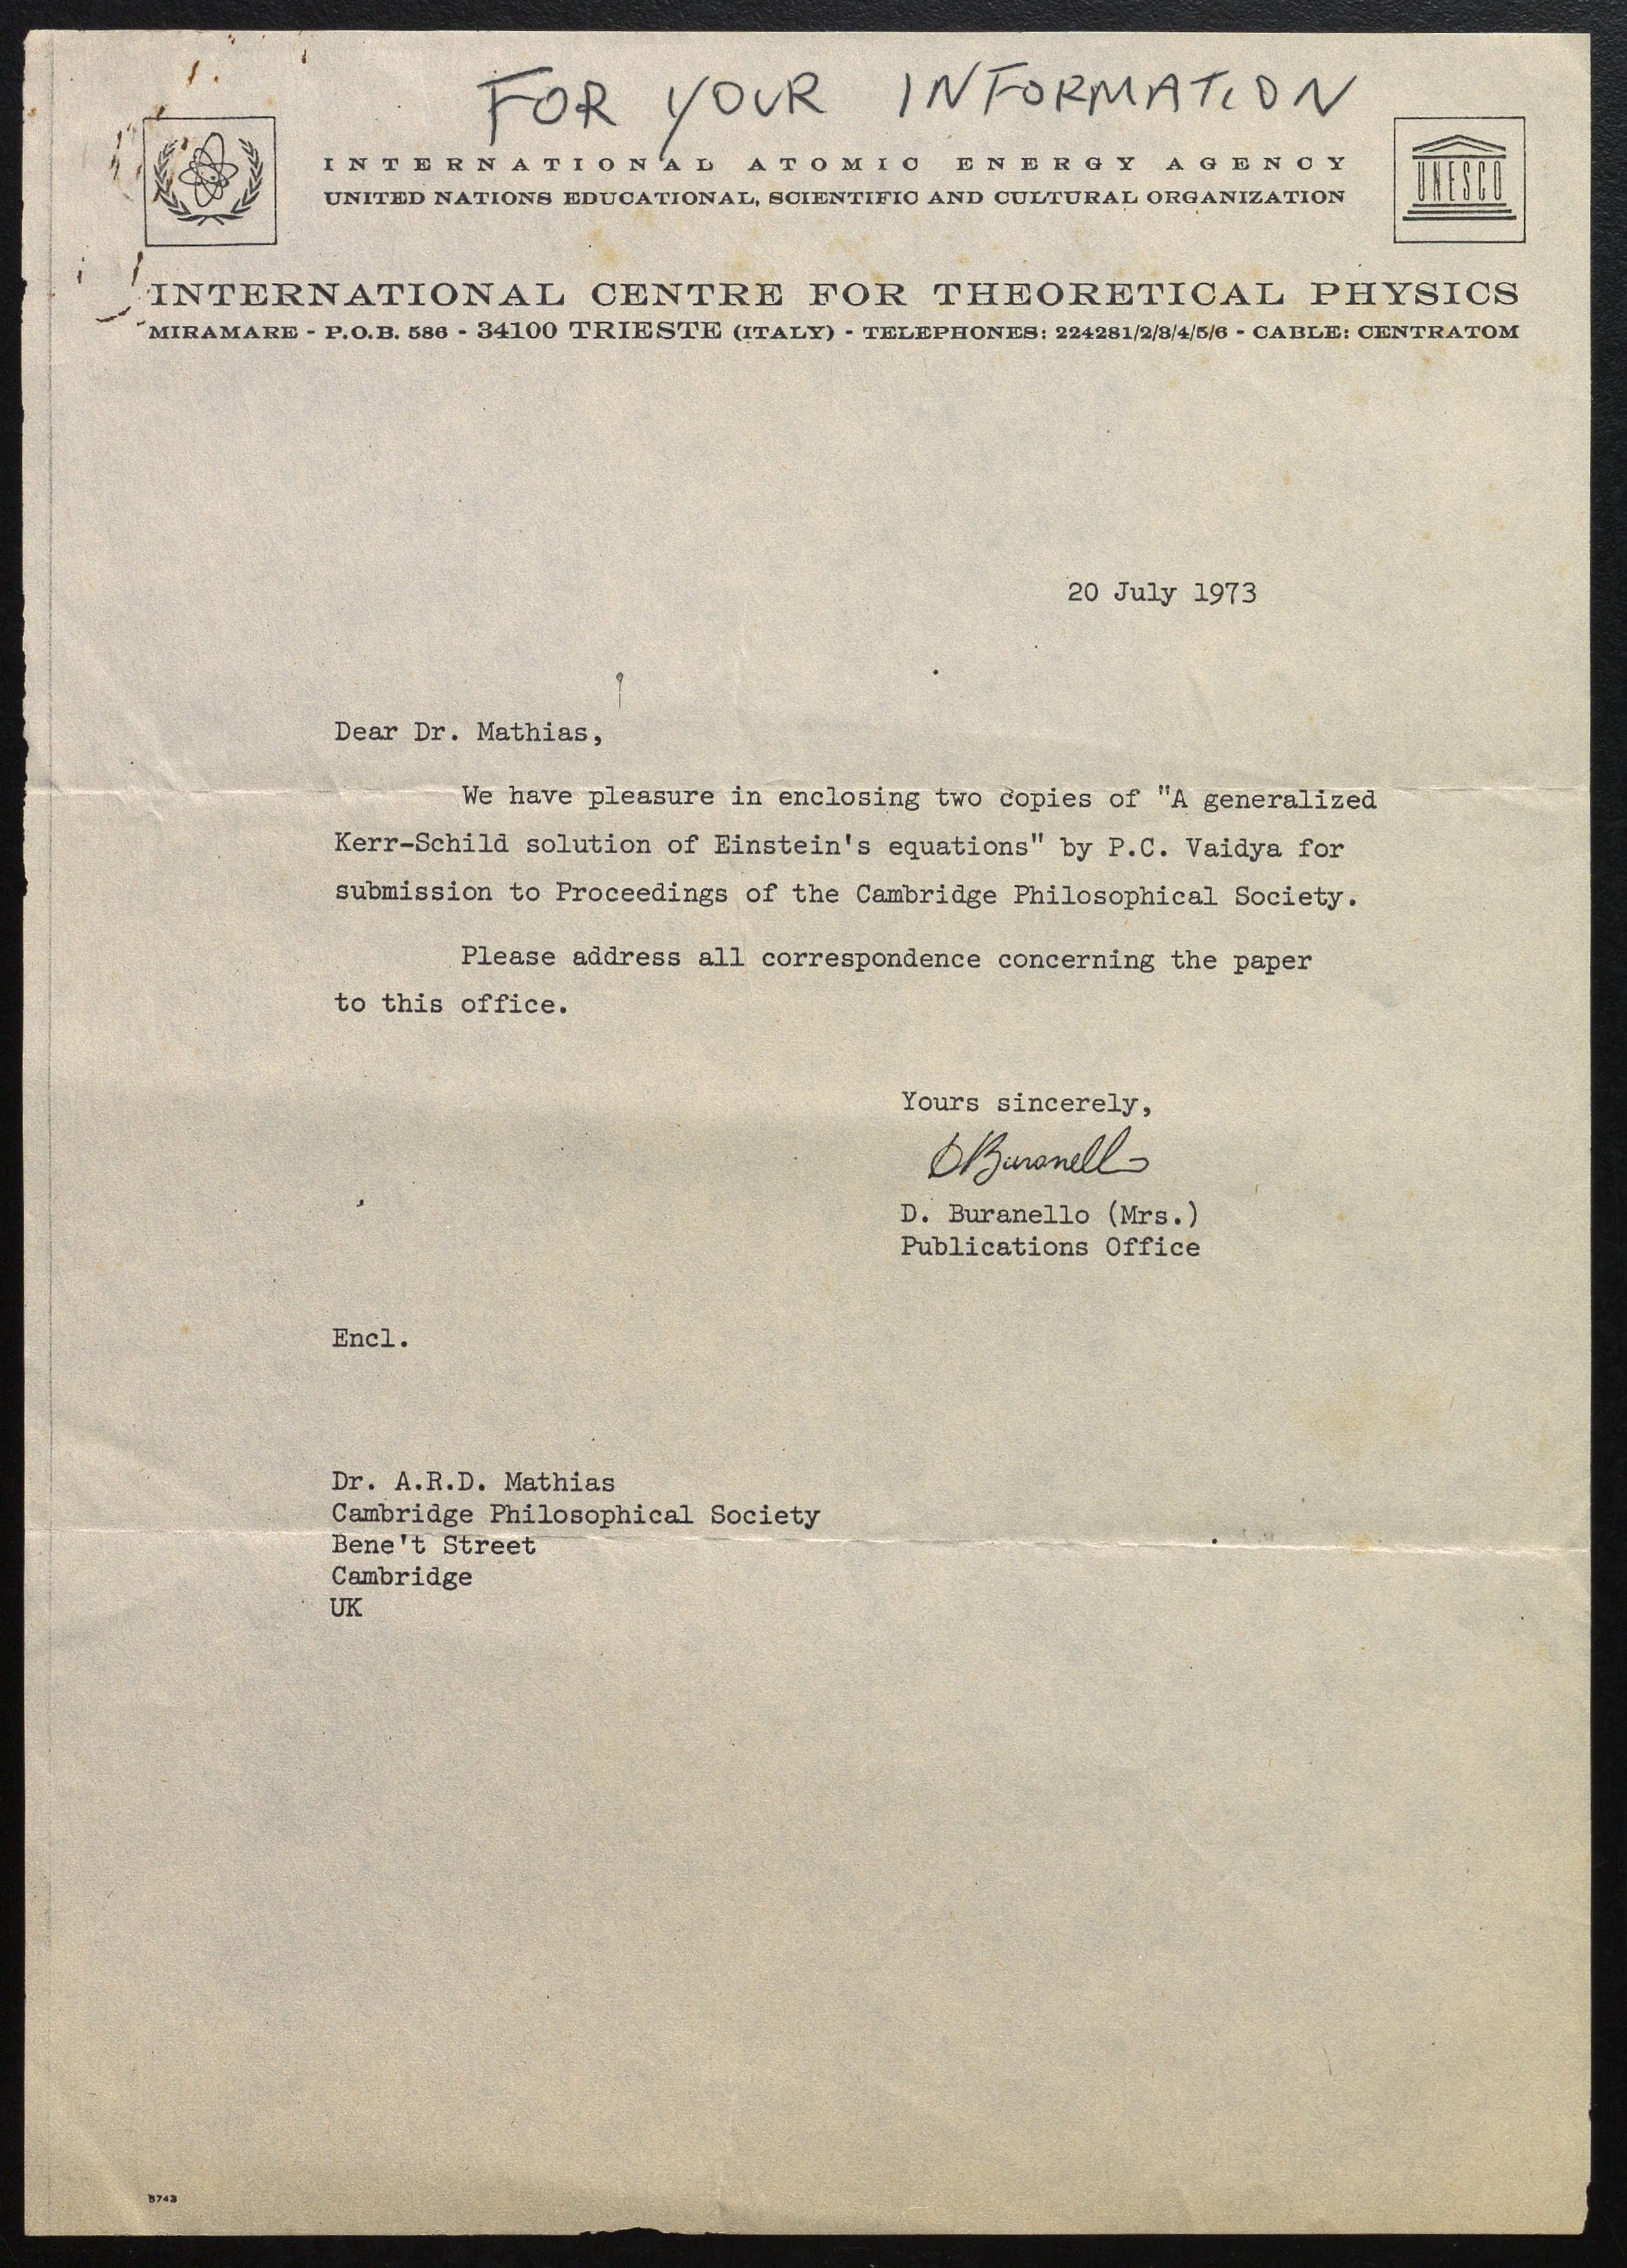 FOR YOUR INFORMATION
INTERNATIONAL ATOMIC ENERGY AGENCY
UNITED NATIONS EDUCATIONAL, SCIENTIFIC AND CULTURAL ORGANIZATION
UNESCO
INTERNATIONAL CENTRE FOR THEORETICAL PHYSICS
MIRAMARE - P.O.B. 586 - 34100 TRIESTE (ITALY) - TELEPHONES: 224281/2/3/4/5/6 - CABLE: CENTRATOM
20 July 1973
Dear Dr. Mathias,
We have pleasure in enclosing two copies of "A generalized
Kerr-Schild solution of Einstein's equations" by P.C. Vaidya for
submission to Proceedings of the Cambridge Philosophical Society.
Please address all correspondence concerning the paper
to this office.
Yours sincerely,
DBuranello
D. Buranello (Mrs.)
Publications Office
Encl.
Dr. A.R.D. Mathias
Cambridge Philosophical Society
Bene't Street
Cambridge
UK
5743